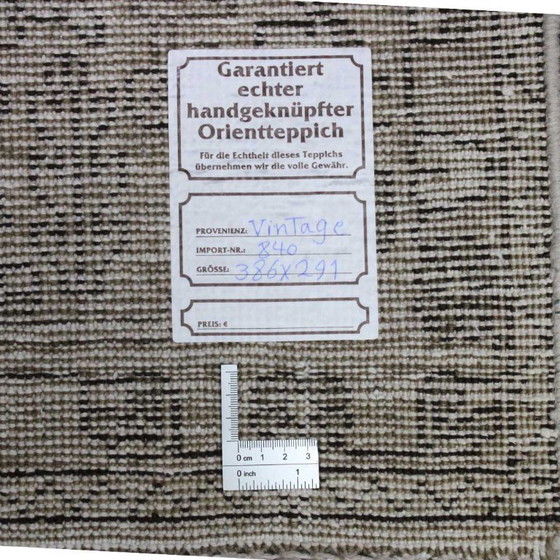 Garantiert
echter
handgeknüpfter
Orientteppich
Für die Echtheit dieses Teppichs
übernehmen wir die volle Gewähr.
PROVENIENZ: VinTage
IMPORT-NR.: 840
GRÖSSE: 386X291
PREIS: €
0 cm 1 2 3
0 inch 1